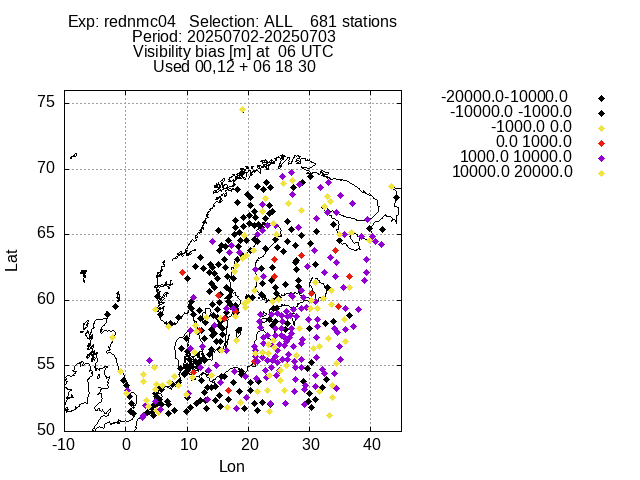 Exp: rednmc04   Selection: ALL    681 stations
Period: 20250702-20250703
Visibility bias [m] at  06 UTC
Used 00,12 + 06 18 30
-20000.0-10000.0
-10000.0 -1000.0
-1000.0 0.0
0.0 1000.0
1000.0 10000.0
10000.0 20000.0
75
70
65
60
55
50
Lat
-10 0 10 20 30 40
Lon